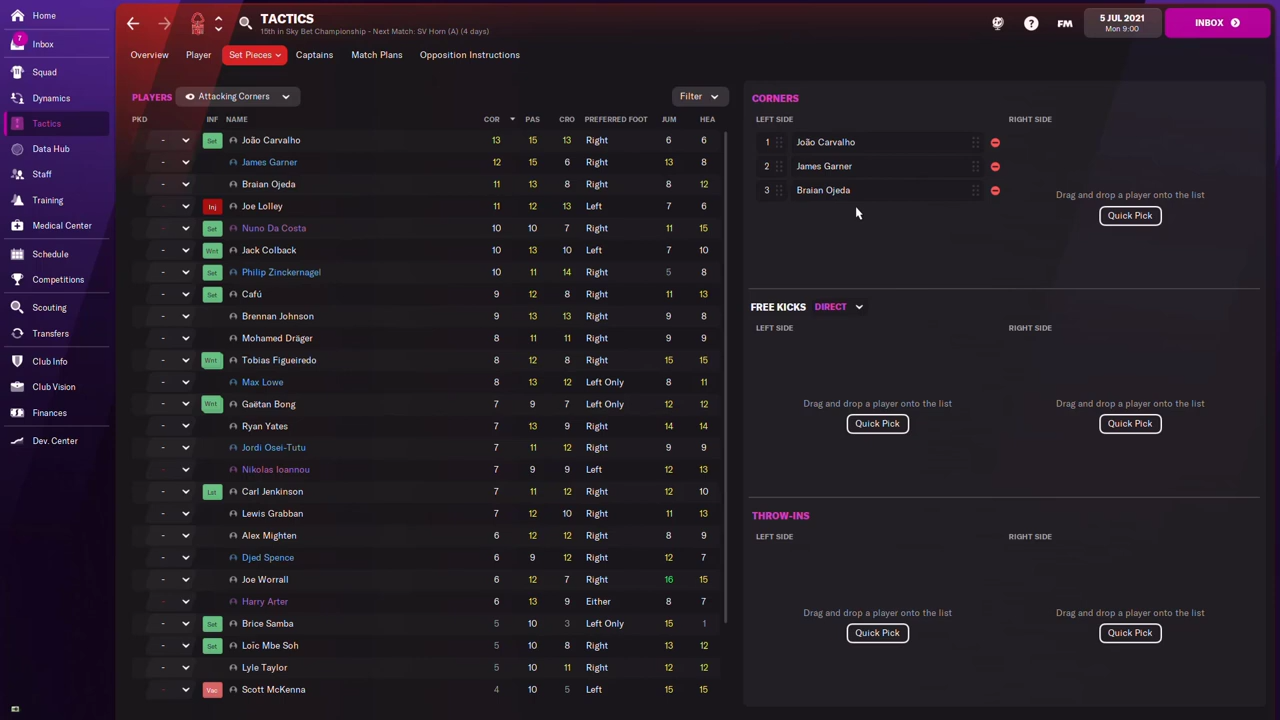 Home
7
Inbox
Squad
Dynamics
Tactics
Data Hub
Staff
Training
Medical Center
Schedule
Competitions
Scouting
Transfers
Club Info
Club Vision
Finances
Dev. Center
TACTICS
15th in Sky Bet Championship - Next Match: SV Horn (A) (4 days)
? FM
5 JUL 2021
Mon 9:00
INBOX
Overview Player Set Pieces Captains Match Plans Opposition Instructions
PLAYERS Attacking Corners Filter
PKD INF NAME COR PAS CRO PREFERRED FOOT JUM HEA
- Set João Carvalho 13 15 13 Right 6 6
- James Garner 12 15 6 Right 13 8
- Braian Ojeda 11 13 8 Right 8 12
- Inj Joe Lolley 11 12 13 Left 7 6
- Set Nuno Da Costa 10 10 7 Right 11 15
- Wnt Jack Colback 10 13 10 Left 7 10
- Set Philip Zinckernagel 10 11 14 Right 5 8
- Set Cafú 9 12 8 Right 11 13
- Brennan Johnson 9 13 13 Right 9 8
- Mohamed Dräger 8 11 11 Right 9 9
- Wnt Tobias Figueiredo 8 12 8 Right 15 15
- Max Lowe 8 13 12 Left Only 8 11
- Wnt Gaëtan Bong 7 9 7 Left Only 12 12
- Ryan Yates 7 13 9 Right 14 14
- Jordi Osei-Tutu 7 11 12 Right 9 9
- Nikolas Ioannou 7 9 9 Left 12 13
- Lst Carl Jenkinson 7 11 12 Right 12 10
- Lewis Grabban 7 12 10 Right 11 13
- Alex Mighten 6 12 12 Right 8 9
- Djed Spence 6 9 12 Right 12 7
- Joe Worrall 6 12 7 Right 16 15
- Harry Arter 6 13 9 Either 8 7
- Set Brice Samba 5 10 3 Left Only 15 1
- Set Loïc Mbe Soh 5 10 8 Right 13 12
- Lyle Taylor 5 10 11 Right 12 12
- Vac Scott McKenna 4 10 5 Left 15 15
CORNERS
LEFT SIDE RIGHT SIDE
1 João Carvalho
2 James Garner
3 Braian Ojeda
Drag and drop a player onto the list
Quick Pick
FREE KICKS DIRECT
LEFT SIDE RIGHT SIDE
Drag and drop a player onto the list Drag and drop a player onto the list
Quick Pick Quick Pick
THROW-INS
LEFT SIDE RIGHT SIDE
Drag and drop a player onto the list Drag and drop a player onto the list
Quick Pick Quick Pick